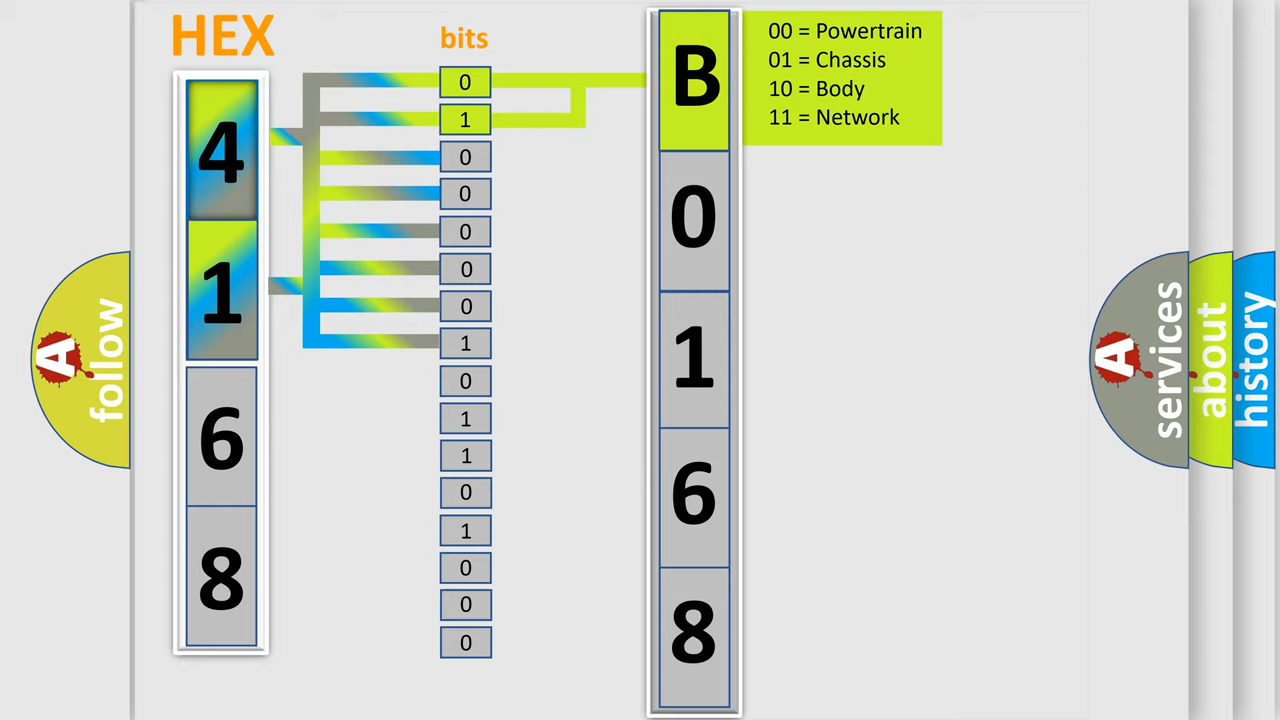 HEX
bits
4
1
6
8
0
1
0
0
0
0
0
1
0
1
1
0
1
0
0
0
B
0
1
6
8
00 = Powertrain
01 = Chassis
10 = Body
11 = Network
A
follow
A
services
about
history